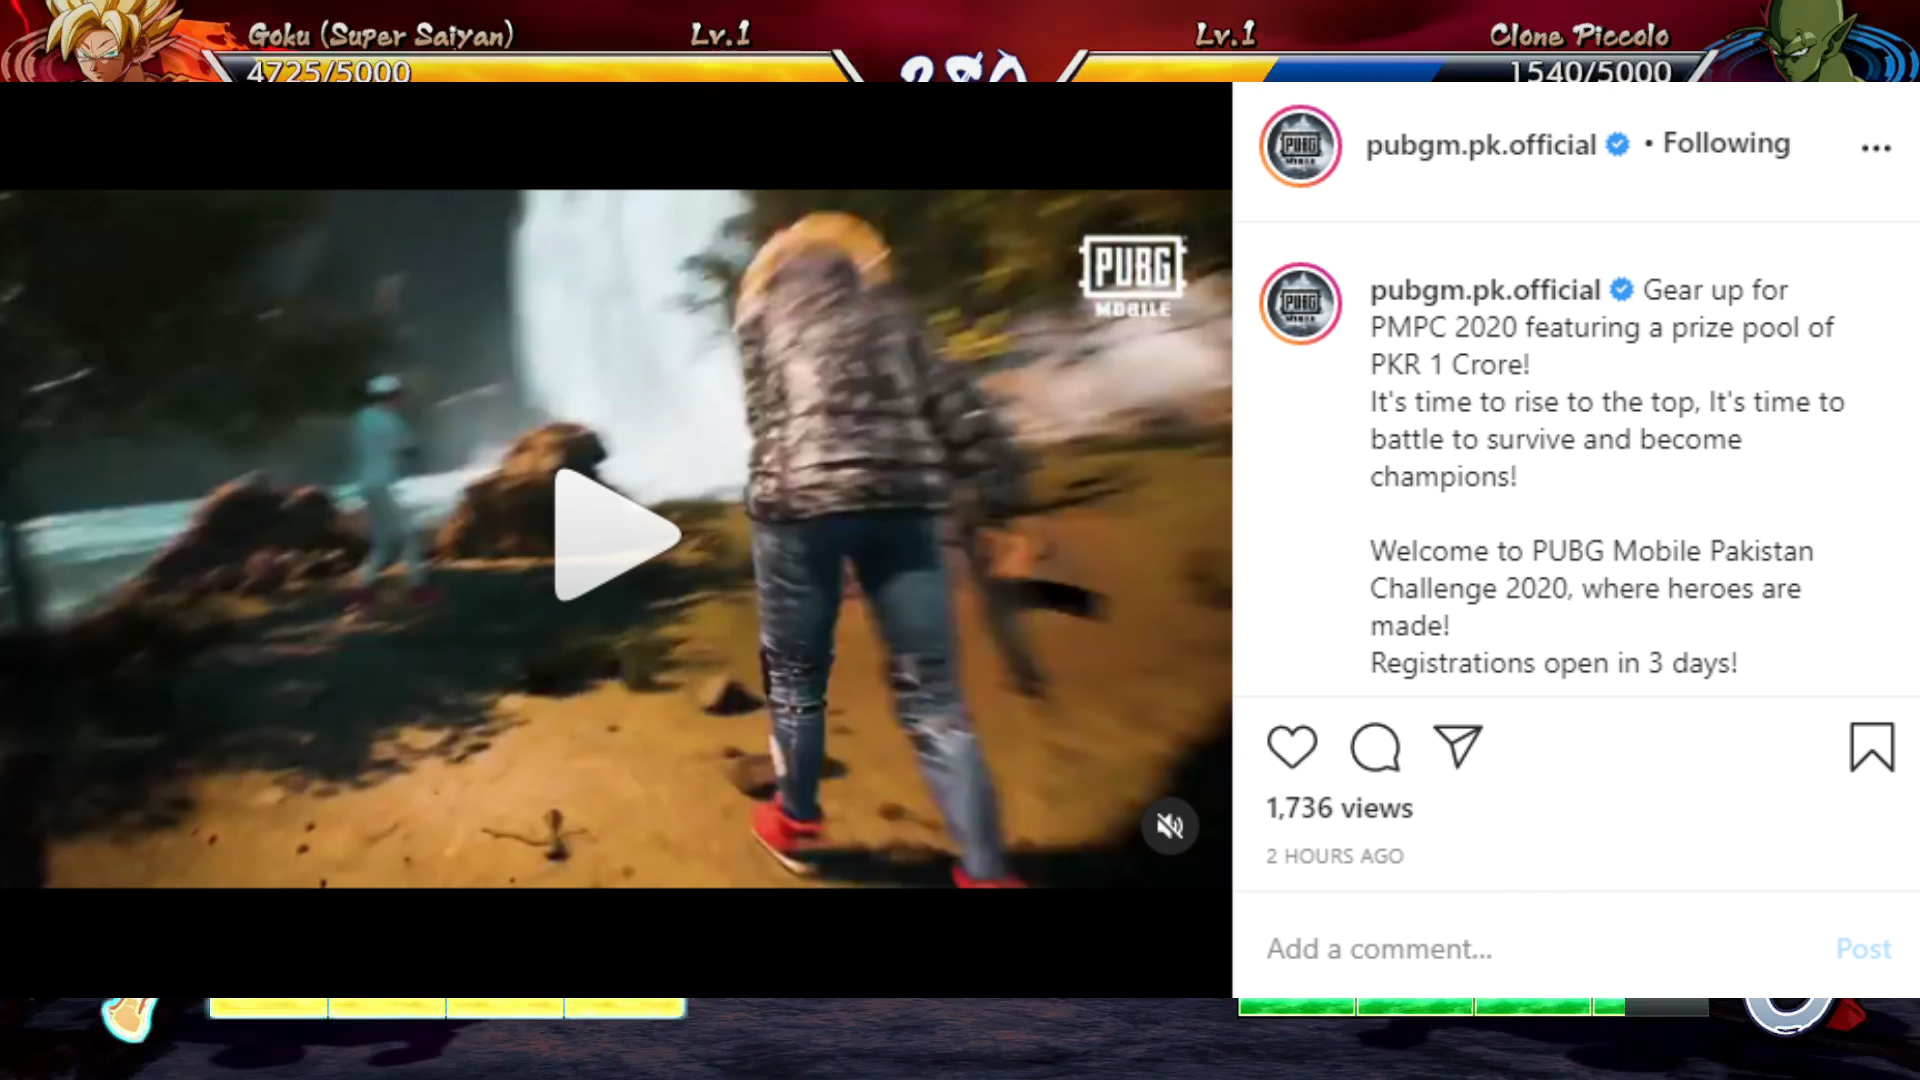 Goku (Super Saiyan)
Lv.1
Lv.1
Clone Piccolo
4725/5000
1540/5000
pubgm.pk.official • Following
PUBG
MOBILE
pubgm.pk.official Gear up for
PMPC 2020 featuring a prize pool of
PKR 1 Crore!
It's time to rise to the top, It's time to
battle to survive and become
champions!
Welcome to PUBG Mobile Pakistan
Challenge 2020, where heroes are
made!
Registrations open in 3 days!
1,736 views
2 HOURS AGO
Add a comment...
Post